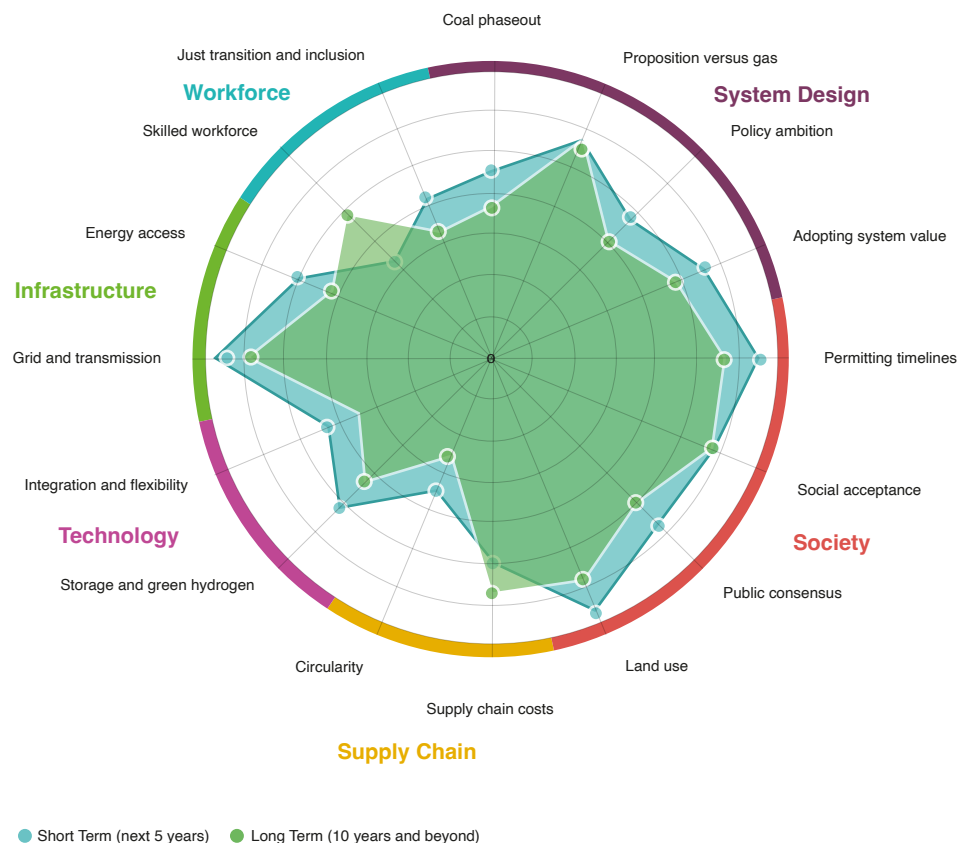 Coal phaseout
Just transition and inclusion
Proposition versus gas
Workforce
System Design
Skilled workforce
Policy ambition
Energy access
Adopting system value
Infrastructure
Grid and transmission
0
Permitting timelines
Integration and flexibility
Social acceptance
Technology
Society
Storage and green hydrogen
Public consensus
Circularity
Land use
Supply chain costs
Supply Chain
Short Term (next 5 years)
Long Term (10 years and beyond)